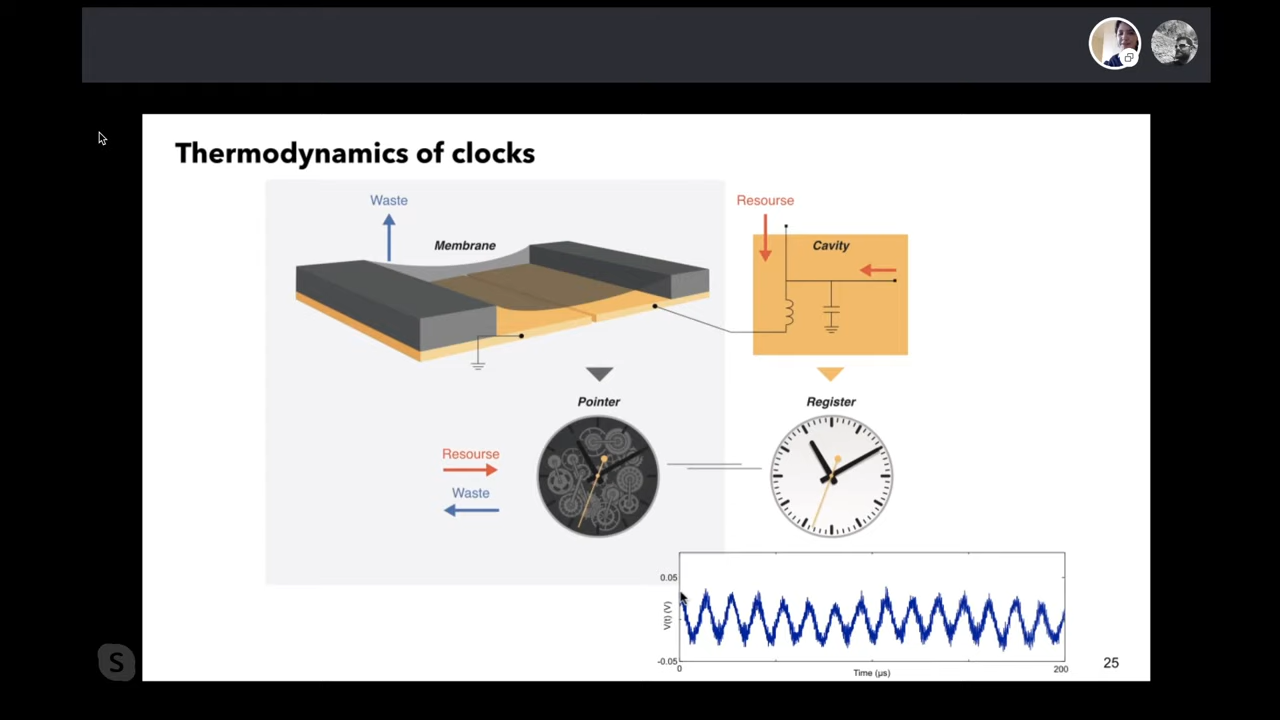 Thermodynamics of clocks
Waste
Resourse
Membrane
Cavity
Pointer
Register
Resourse
Waste
0.05
V(t) (V)
-0.05
0
200
Time (µs)
25
S